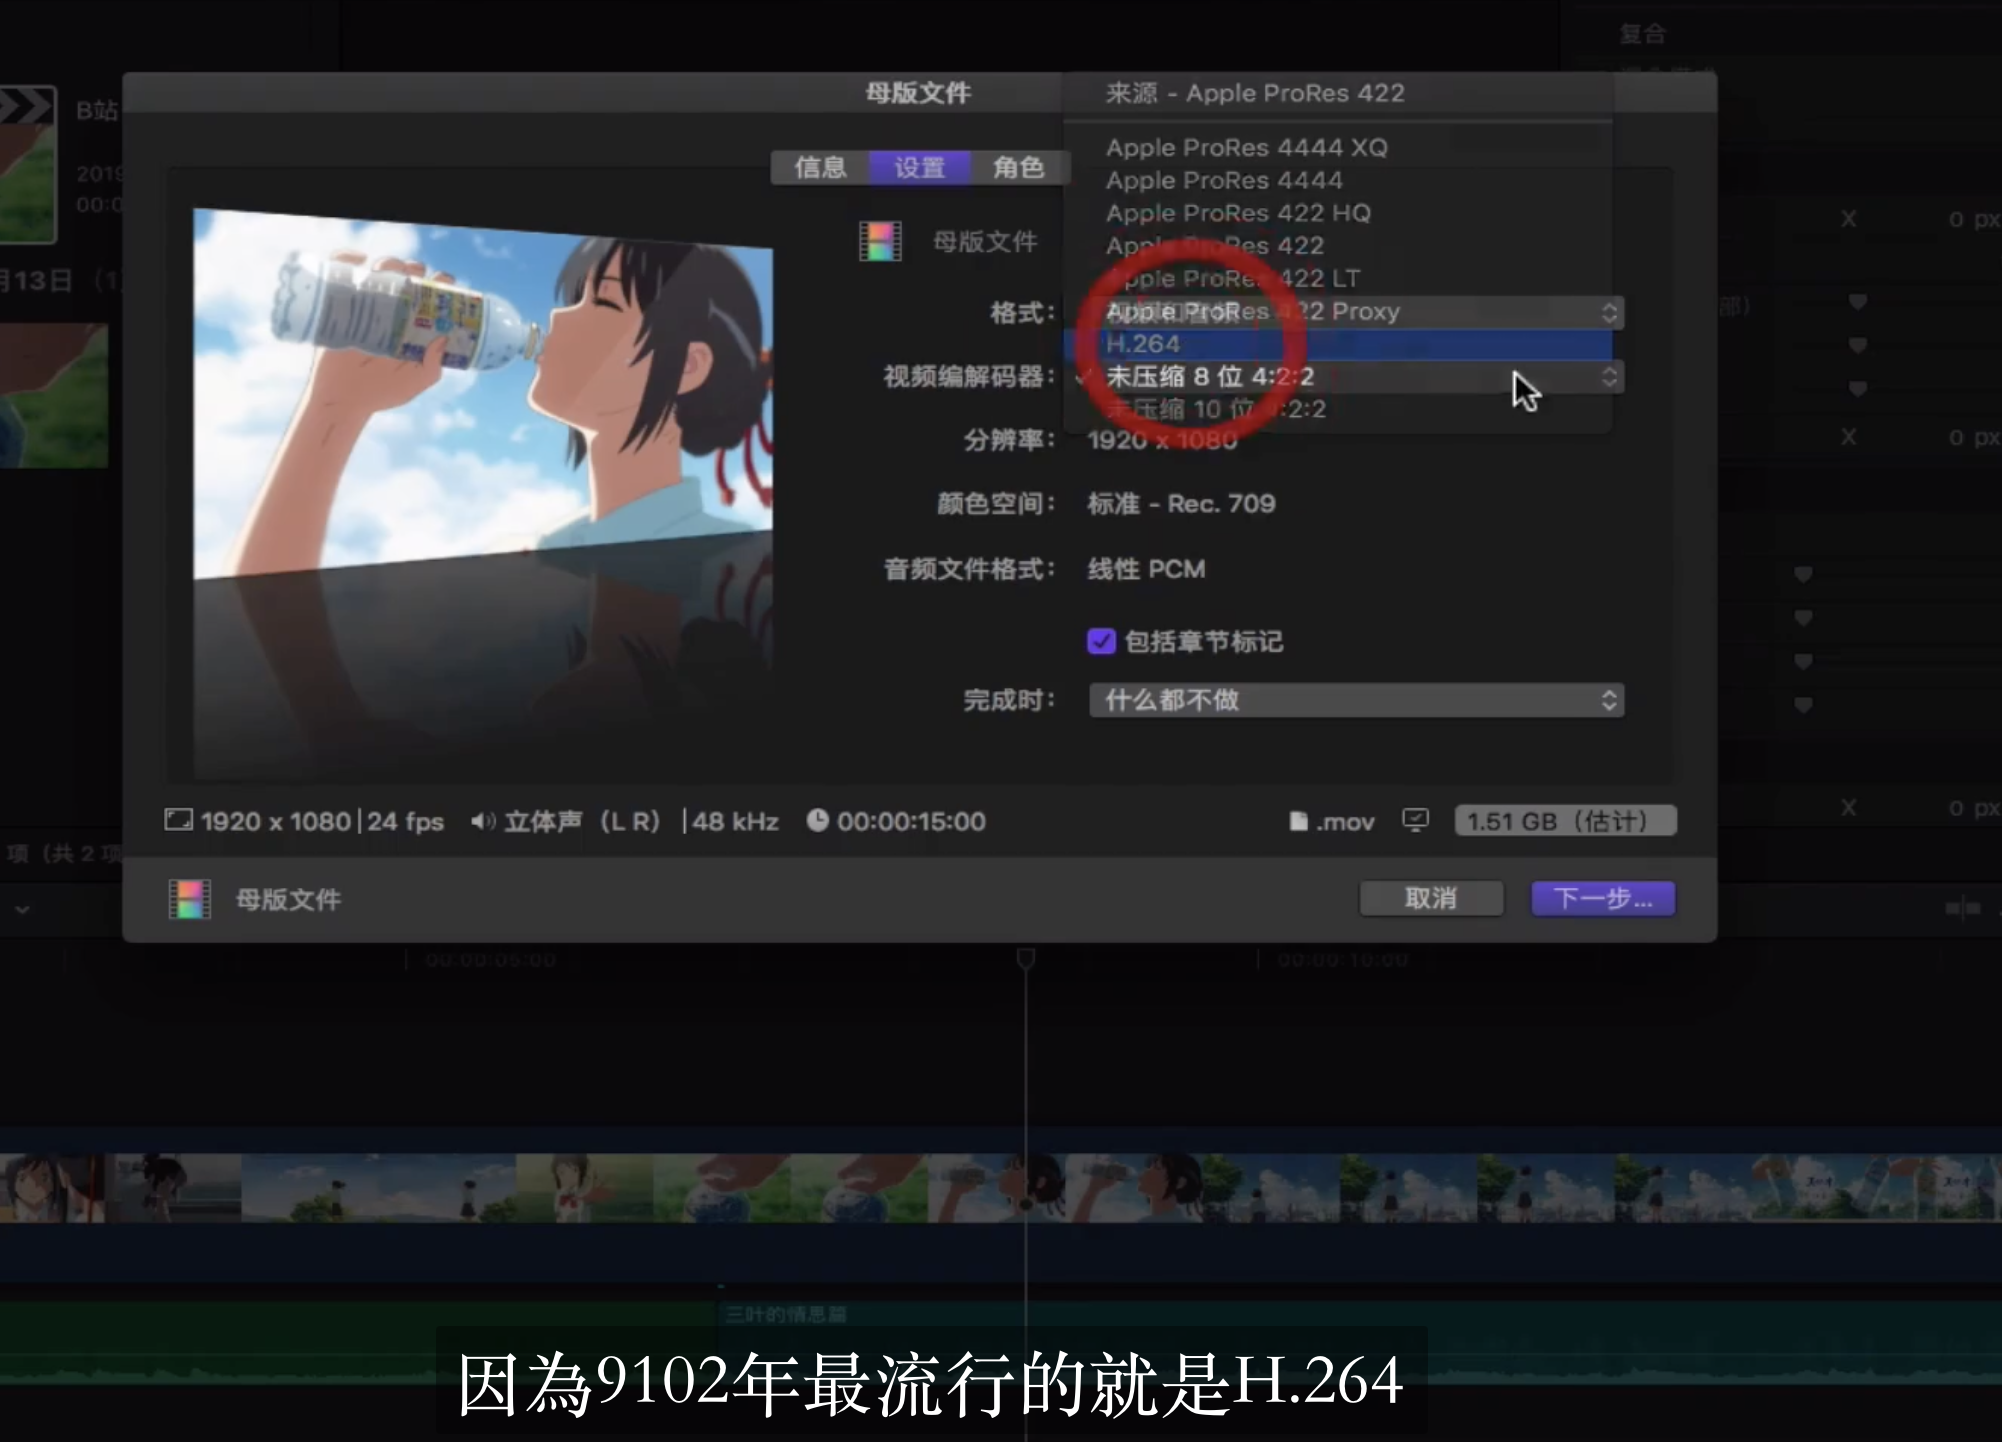 复合
母版文件
来源 - Apple ProRes 422
B站
Apple ProRes 4444 XQ
信息 设置 角色
2019
Apple ProRes 4444
00:0
Apple ProRes 422 HQ
X 0 px
母版文件
Apple ProRes 422
月13日 (1)
Apple ProRes 422 LT
格式:
Apple ProRes 422 Proxy
部)
H.264
视频编解码器:
未压缩 8 位 4:2:2
未压缩 10 位 4:2:2
分辨率:
1920 x 1080
X 0 px
颜色空间:
标准 - Rec. 709
音频文件格式:
线性 PCM
包括章节标记
完成时:
什么都不做
1920 x 1080 | 24 fps 立体声 (L R) | 48 kHz 00:00:15:00
.mov 1.51 GB (估计)
X 0 px
项 (共 2 项
母版文件
取消 下一步...
00:00:05:00 00:00:10:00
三叶的情思篇
因為9102年最流行的就是H.264